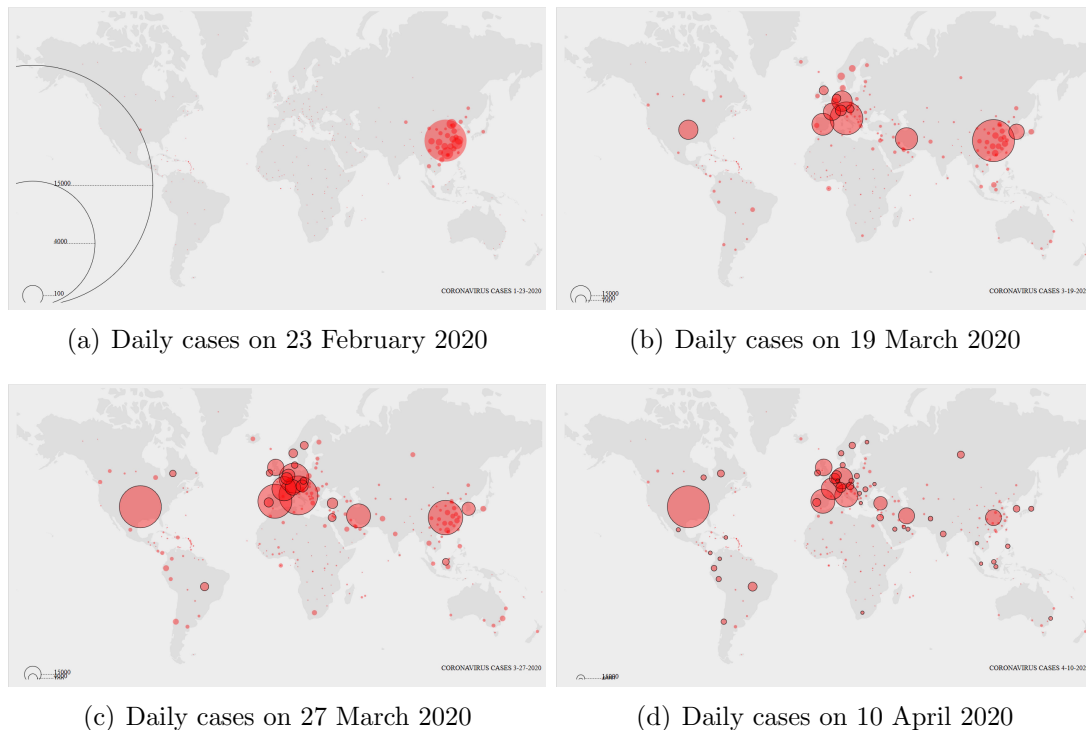 15000
8000
100
CORONAVIRUS CASES 1-23-2020
(a) Daily cases on 23 February 2020
15000
CORONAVIRUS CASES 3-19-202
(b) Daily cases on 19 March 2020
15000
CORONAVIRUS CASES 3-27-2020
(c) Daily cases on 27 March 2020
CORONAVIRUS CASES 4-10-202
(d) Daily cases on 10 April 2020